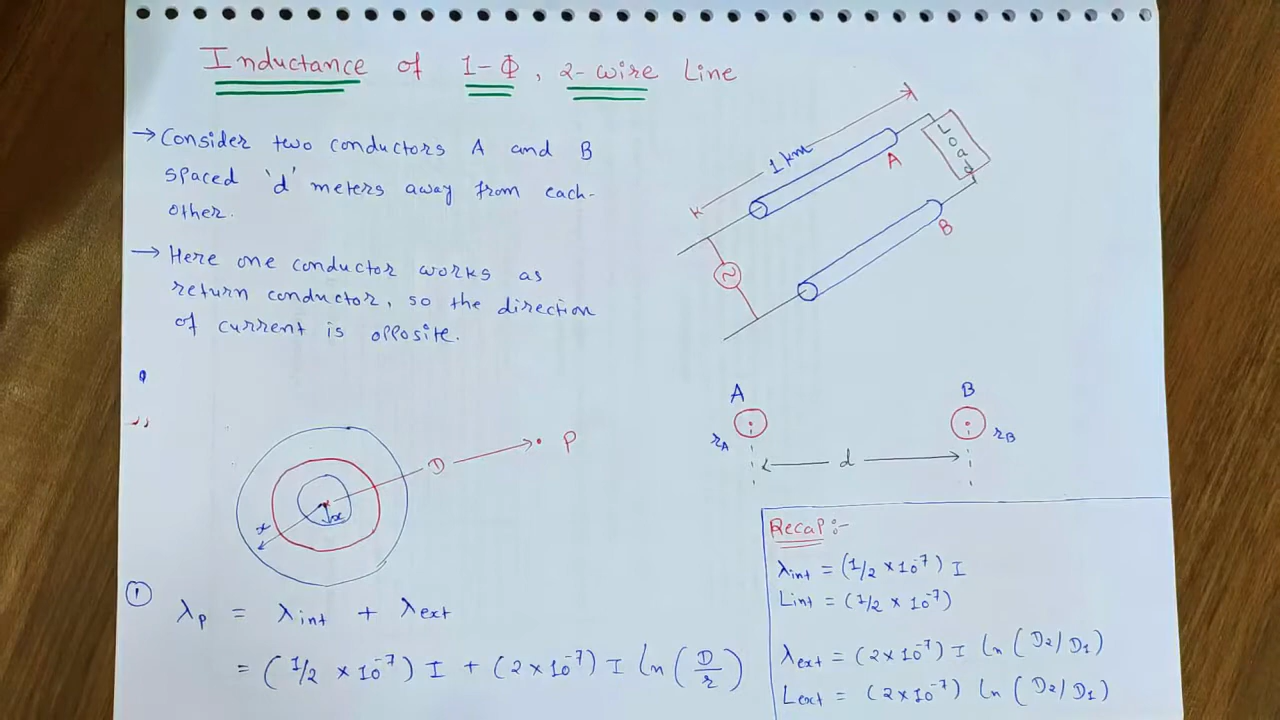 Inductance of 1-Φ, 2-wire Line
→ Consider two conductors A and B
spaced 'd' meters away from each-
other.
→ Here one conductor works as
return conductor, so the direction
of current is opposite.
1 km
Load
A
B
~
A
B
rA
rB
d
D
P
x
x
① λp = λint + λext
= (1/2 × 10⁻⁷) I + (2 × 10⁻⁷) I ln (D/r)
Recap:-
λint = (1/2 × 10⁻⁷) I
Lint = (1/2 × 10⁻⁷)
λext = (2 × 10⁻⁷) I ln (D2/D1)
Lext = (2 × 10⁻⁷) ln (D2/D1)